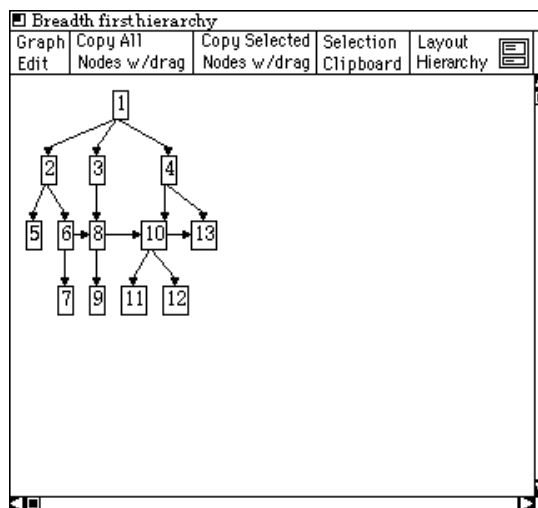 Breadth first hierarchy
Graph Copy All Copy Selected Selection Layout
Edit Nodes w/drag Nodes w/drag Clipboard Hierarchy
1
2 3 4
5 6 8 10 13
7 9 11 12